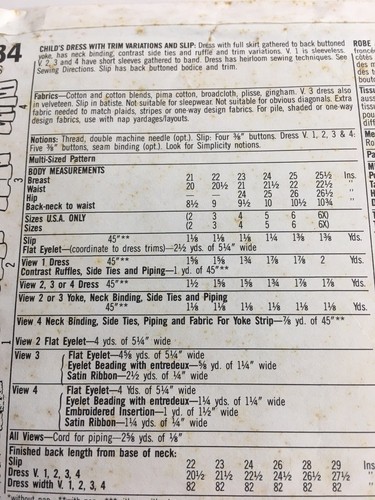 84
CHILD'S DRESS WITH TRIM VARIATIONS AND SLIP: Dress with full skirt gathered to back buttoned
yoke, has neck binding, contrast side ties and ruffle and trim variations. V. 1 is sleeveless.
V. 2, 3 and 4 have short sleeves gathered to band. Dress has heirloom sewing techniques. See
Sewing Directions. Slip has back buttoned bodice and trim.
Fabrics—Cotton and cotton blends, pima cotton, broadcloth, plisse, gingham. V. 3 dress also
in velveteen. Slip in batiste. Not suitable for sleepwear. Not suitable for obvious diagonals. Extra
fabric needed to match plaids, stripes or one-way design fabrics. For pile, shaded or one-way
design fabrics, use with nap yardages/layouts.
Notions: Thread, double machine needle (opt.). Slip: Four ⅜" buttons. Dress V. 1, 2, 3 & 4:
Five ⅜" buttons, seam binding (opt.). Look for Simplicity notions.
Multi-Sized Pattern
BODY MEASUREMENTS
Breast 21 22 23 24 25 25½ Ins.
Waist 20 20½ 21 21½ 22 22½ "
Hip — — 24 25 26 26½ "
Back-neck to waist 8½ 9 9½ 10 10½ 10¾ "
Sizes U.S.A. ONLY (2 3 4 5 6 6X)
Sizes (2 3 4 5 6 6X)
Slip 45"** 1⅛ 1⅛ 1⅛ 1¼ 1⅜ 1⅜ Yds.
Flat Eyelet—(coordinate to dress trims)—2½ yds. of 5¼" wide
View 1 Dress 45"** 1⅝ 1⅝ 1¾ 1⅞ 1⅞ 2 Yds.
Contrast Ruffles, Side Ties and Piping—1 yd. of 45"**
View 2, 3 or 4 Dress 45"** 1½ 1⅝ 1⅝ 1¾ 1⅞ 1⅞ Yds.
View 2 or 3 Yoke, Neck Binding, Side Ties and Piping
45"** 1⅛ 1⅛ 1⅛ 1⅛ 1⅛ 1⅛ Yds.
View 4 Neck Binding, Side Ties, Piping and Fabric For Yoke Strip—⅞ yd. of 45"**
View 2 Flat Eyelet—4 yds. of 5¼" wide
View 3 Flat Eyelet—4⅝ yds. of 5¼" wide
Eyelet Beading with entredeux—⅝ yd. of 1¼" wide
Satin Ribbon—2½ yds. of ¼" wide
View 4 Flat Eyelet—4 Yds. of 5¼" wide
Eyelet Beading with entredeux—1¼ yds. of 1¼" wide
Embroidered Insertion—1 yd. of 1½" wide
Satin Ribbon—1¼ yds. of ¼" wide
All Views—Cord for piping—2⅝ yds. of ⅛"
Finished back length from base of neck:
Slip 22 23 24 26 28 29 Ins
Dress V. 1, 2, 3, 4 20½ 21½ 22½ 24½ 26½ 27½ "
Dress width V. 1, 2, 3, 4 82 82 82 82 82 82 "
4
3
2
1
ROBE